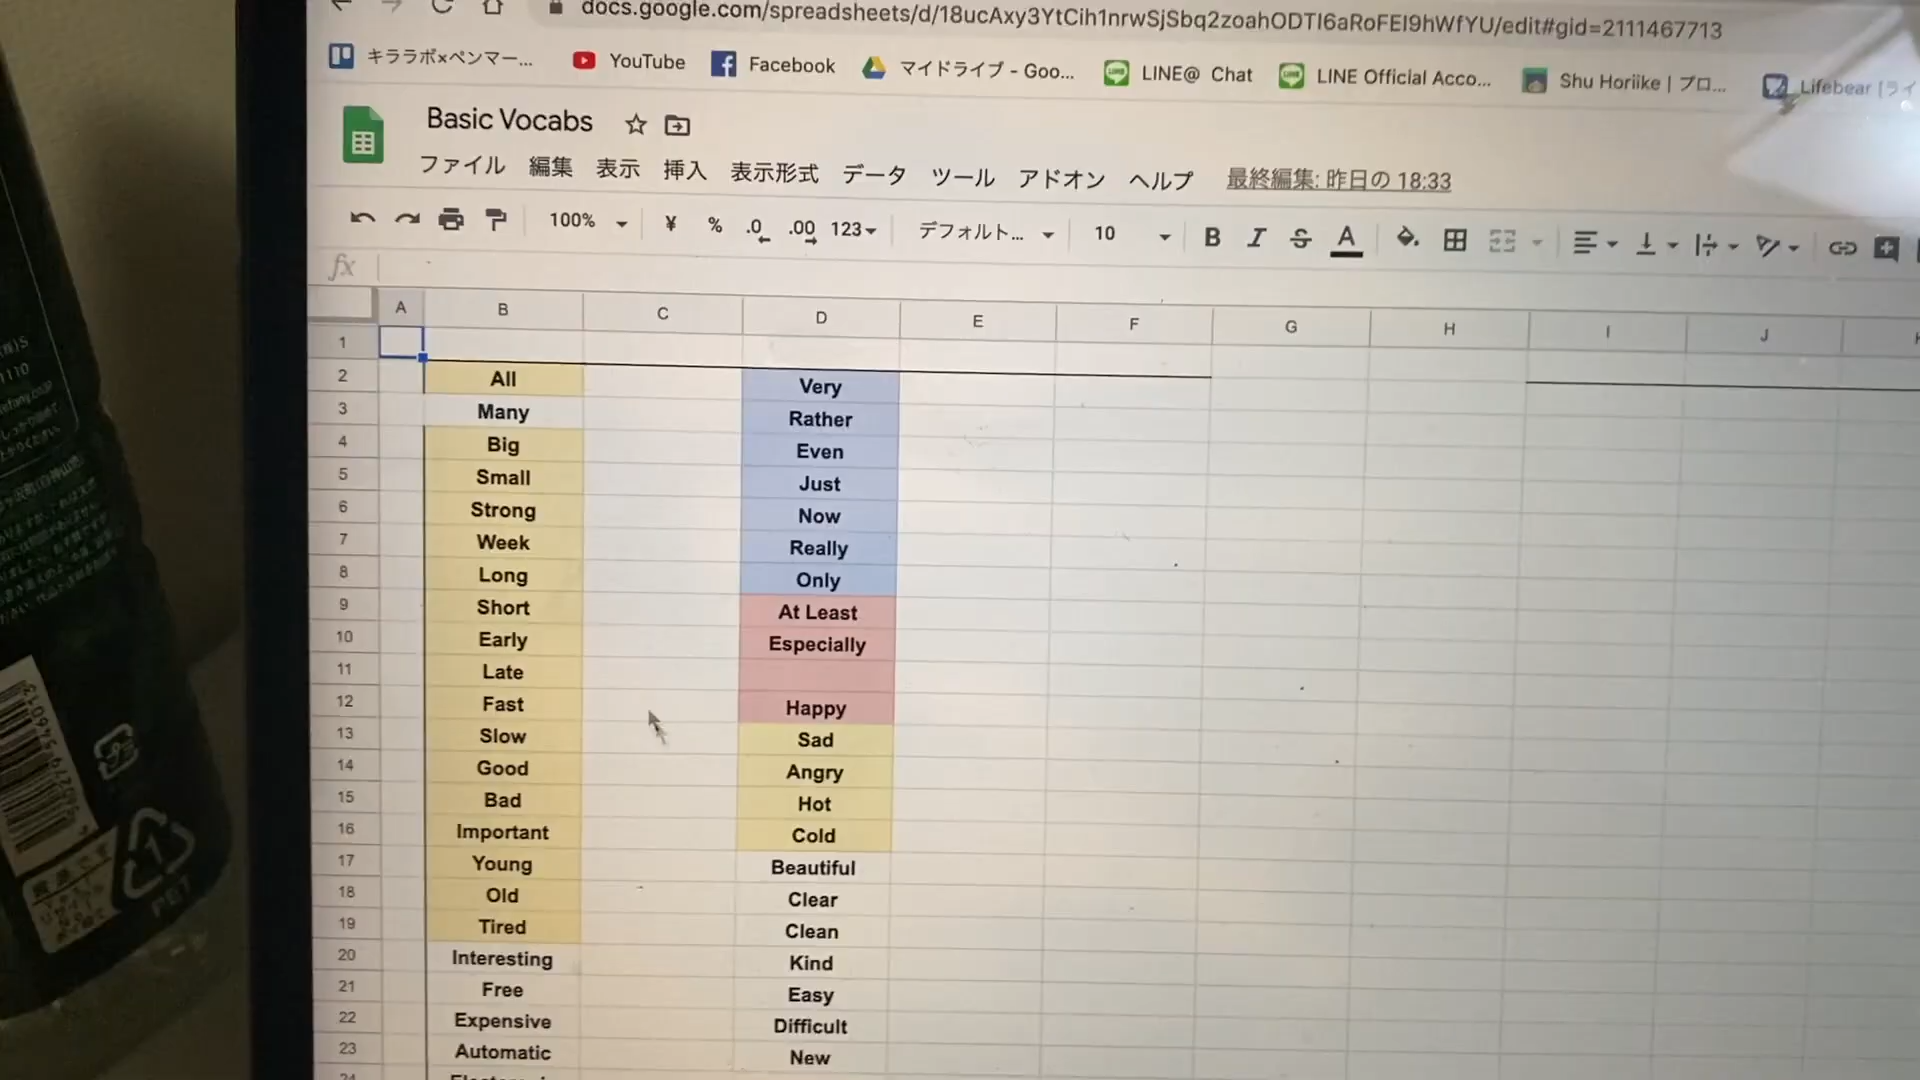 docs.google.com/spreadsheets/d/18ucAxy3YtCih1nrwSjSbq2zoahODTI6aRoFEI9hWfYU/edit#gid=2111467713
キララボ×ペンマー... YouTube Facebook マイドライブ - Goo... LINE@ Chat LINE Official Acco... Shu Horiike | プロ... Lifebear [ライ
Basic Vocabs
ファイル 編集 表示 挿入 表示形式 データ ツール アドオン ヘルプ 最終編集: 昨日の 18:33
100% ¥ % .0 .00 123 デフォルト... 10 B I S A
fx
A B C D E F G H I J
1
2 All Very
3 Many Rather
4 Big Even
5 Small Just
6 Strong Now
7 Week Really
8 Long Only
9 Short At Least
10 Early Especially
11 Late
12 Fast Happy
13 Slow Sad
14 Good Angry
15 Bad Hot
16 Important Cold
17 Young Beautiful
18 Old Clear
19 Tired Clean
20 Interesting Kind
21 Free Easy
22 Expensive Difficult
23 Automatic New
1110
1
PET